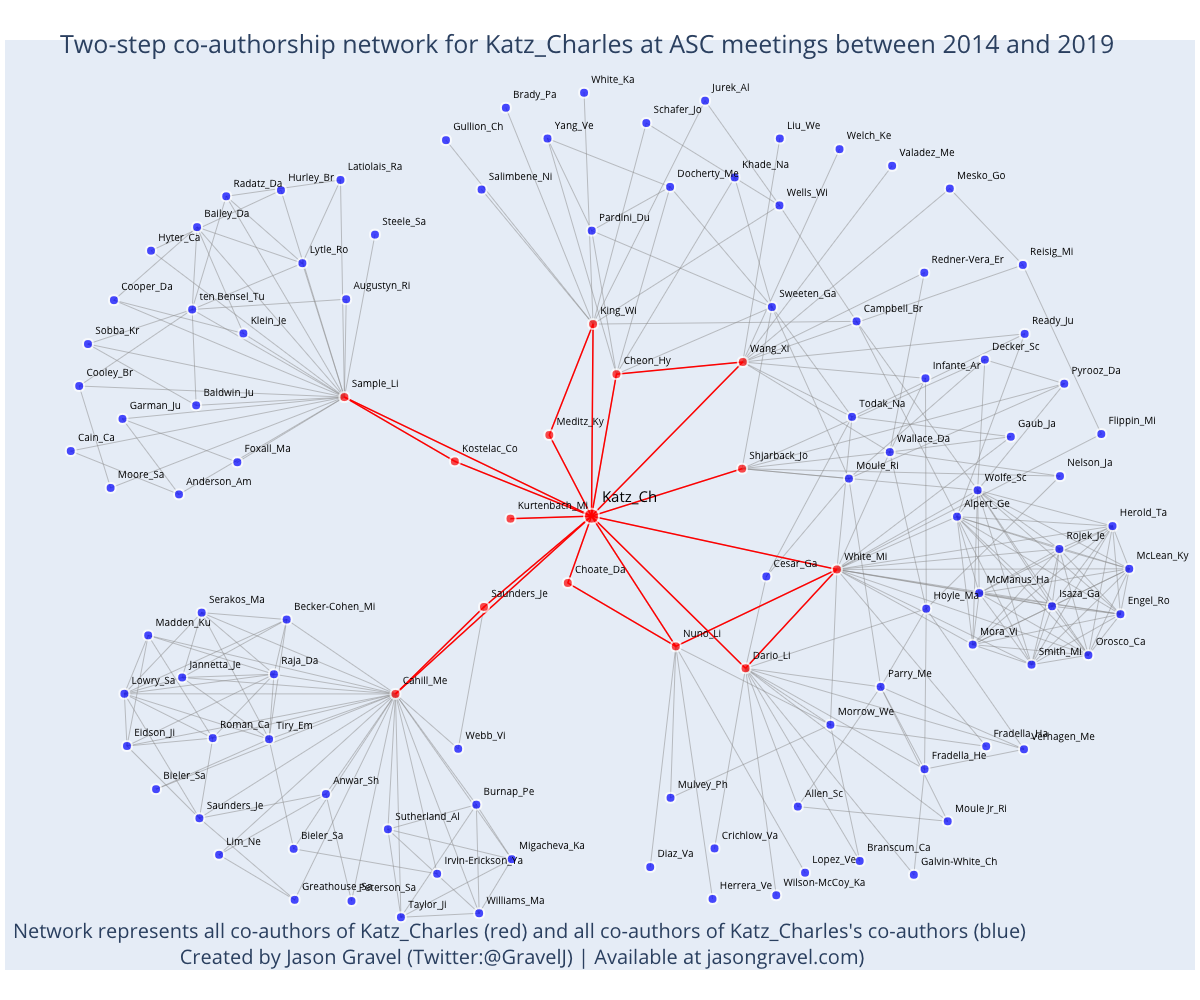 Two-step co-authorship network for Katz_Charles at ASC meetings between 2014 and 2019
White_Ka
Jurek_Al
Brady_Pa
Schafer_Jo
Gullion_Ch
Yang_Ve
Liu_We
Welch_Ke
Valadez_Me
Latiolais_Ra
Hurley_Br
Radatz_Da
Salimbene_Ni
Docherty_Me
Khade_Na
Mesko_Go
Wells_Wi
Bailey_Da
Steele_Sa
Pardini_Du
Hyter_Ca
Lytle_Ro
Reisig_Mi
Redner-Vera_Er
Cooper_Da
ten Bensel_Tu
Augustyn_Ri
Sweeten_Ga
Campbell_Br
King_Wi
Klein_Je
Sobba_Kr
Ready_Ju
Decker_Sc
Wang_Xi
Cheon_Hy
Infante_Ar
Pyrooz_Da
Cooley_Br
Baldwin_Ju
Sample_Li
Garman_Ju
Todak_Na
Meditz_Ky
Gaub_Ja
Flippin_Mi
Cain_Ca
Foxall_Ma
Kostelac_Co
Wallace_Da
Shjarback_Jo
Moule_Ri
Nelson_Ja
Moore_Sa
Anderson_Am
Wolfe_Sc
Katz_Ch
Kurtenbach_Mi
Alpert_Ge
Herold_Ta
Rojek_Je
McLean_Ky
White_Mi
Cesar_Ga
Choate_Da
McManus_Ha
Hoyle_Ma
Isaza_Ga
Engel_Ro
Saunders_Je
Serakos_Ma
Becker-Cohen_Mi
Madden_Ku
Nuno_Li
Mora_Vi
Orosco_Ca
Smith_Mi
Dario_Li
Jannetta_Je
Raja_Da
Lowry_Sa
Cahill_Me
Parry_Me
Eidson_Ji
Roman_Ca
Tiry_Em
Webb_Vi
Morrow_We
Fradella_Ha
Verhagen_Me
Fradella_He
Bieler_Sa
Anwar_Sh
Burnap_Pe
Mulvey_Ph
Saunders_Je
Sutherland_Al
Allen_Sc
Moule Jr_Ri
Lim_Ne
Bieler_Sa
Irvin-Erickson_Ya
Migacheva_Ka
Crichlow_Va
Diaz_Va
Lopez_Ve
Branscum_Ca
Galvin-White_Ch
Greathouse_Sa
Peterson_Sa
Taylor_Ji
Williams_Ma
Herrera_Ve
Wilson-McCoy_Ka
Network represents all co-authors of Katz_Charles (red) and all co-authors of Katz_Charles's co-authors (blue)
Created by Jason Gravel (Twitter:@GravelJ) | Available at jasongravel.com)